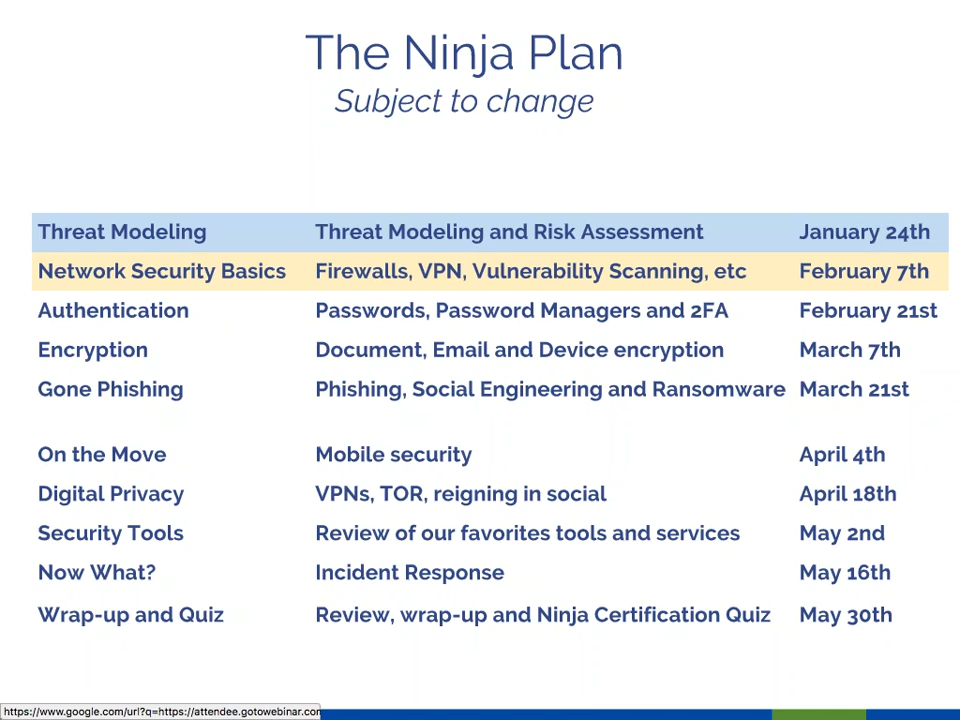 The Ninja Plan
Subject to change
Threat Modeling Threat Modeling and Risk Assessment January 24th
Network Security Basics Firewalls, VPN, Vulnerability Scanning, etc February 7th
Authentication Passwords, Password Managers and 2FA February 21st
Encryption Document, Email and Device encryption March 7th
Gone Phishing Phishing, Social Engineering and Ransomware March 21st
On the Move Mobile security April 4th
Digital Privacy VPNs, TOR, reigning in social April 18th
Security Tools Review of our favorites tools and services May 2nd
Now What? Incident Response May 16th
Wrap-up and Quiz Review, wrap-up and Ninja Certification Quiz May 30th
https://www.google.com/url?q=https://attendee.gotowebinar.com